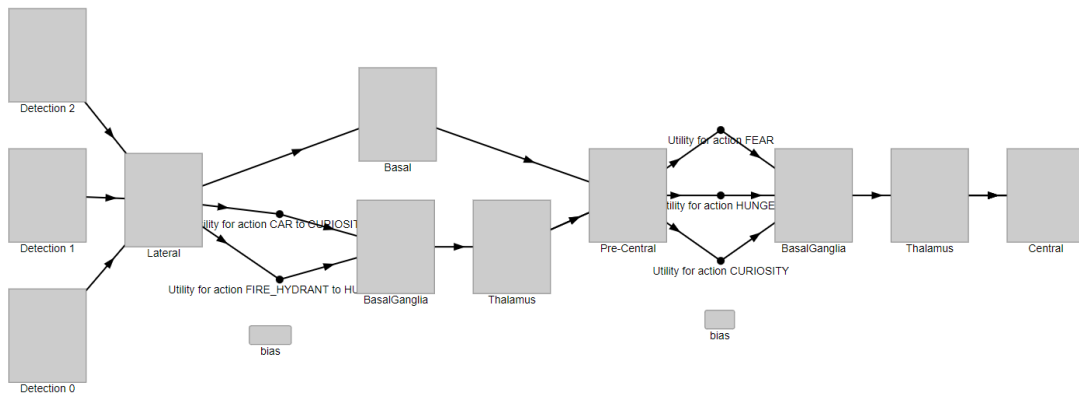 Detection 2
Utility for action FEAR
Basal
Utility for action HUNGE
Utility for action CAR to CURIOSIT
Detection 1
Lateral
Pre-Central
BasalGanglia
Thalamus
Central
Utility for action CURIOSITY
Utility for action FIRE_HYDRANT to HU
BasalGanglia
Thalamus
bias
bias
Detection 0